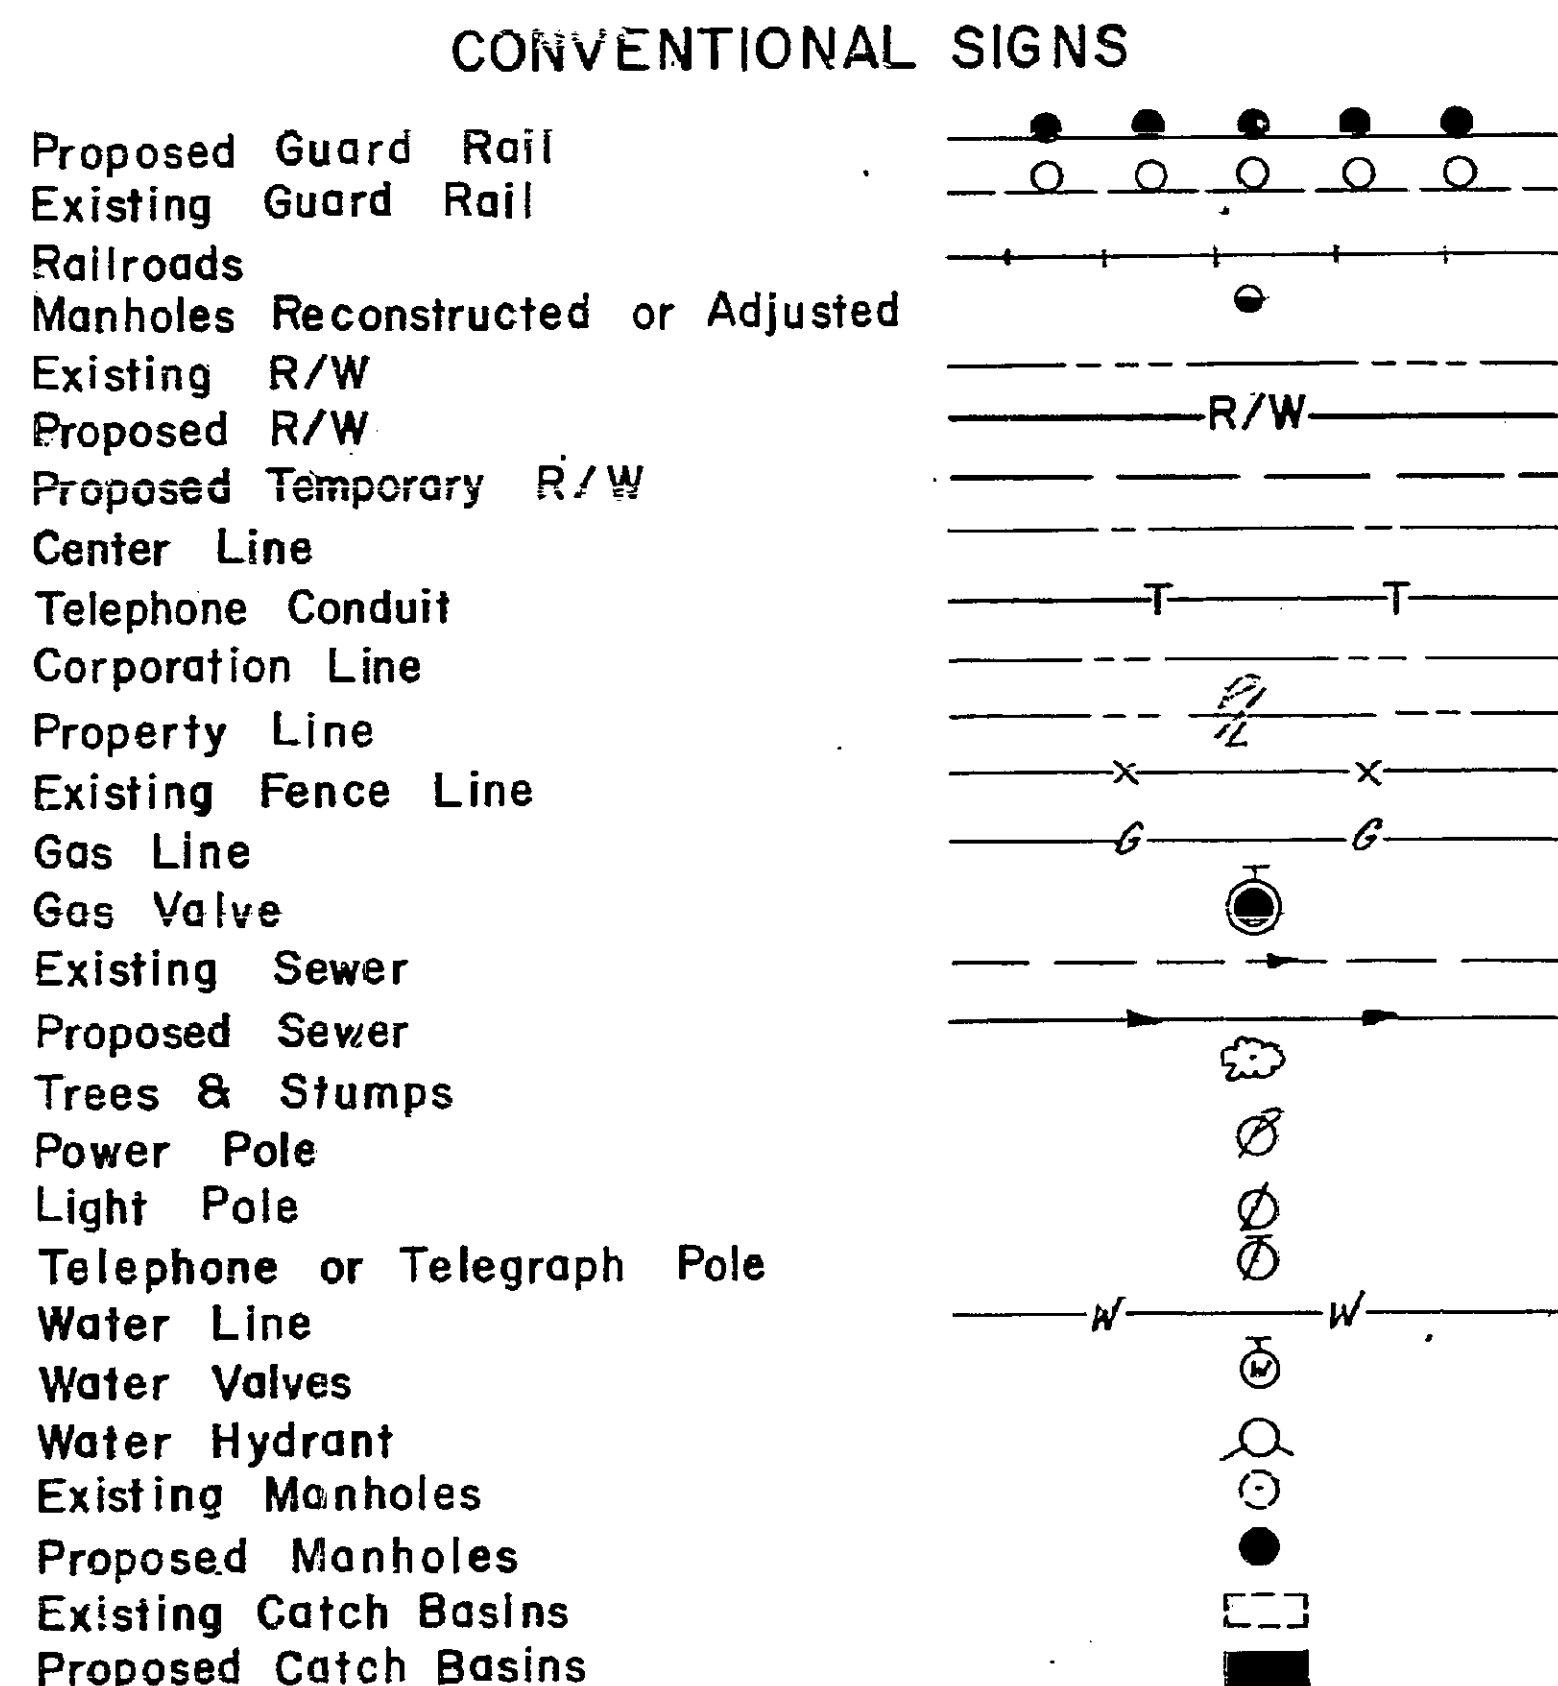 CONVENTIONAL SIGNS
Proposed Guard Rail
Existing Guard Rail
Railroads
Manholes Reconstructed or Adjusted
Existing R/W
Proposed R/W R/W
Proposed Temporary R/W
Center Line
Telephone Conduit T T
Corporation Line
Property Line
Existing Fence Line X X
Gas Line G G
Gas Valve
Existing Sewer
Proposed Sewer
Trees & Stumps
Power Pole
Light Pole
Telephone or Telegraph Pole
Water Line W W
Water Valves W
Water Hydrant
Existing Manholes
Proposed Manholes
Existing Catch Basins
Proposed Catch Basins